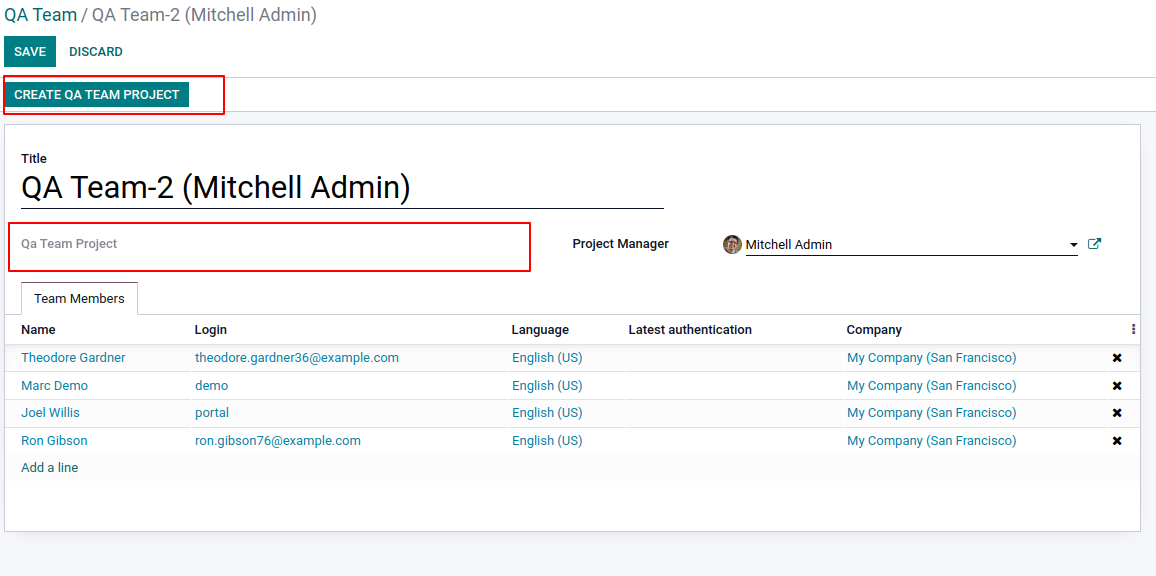 QA Team / QA Team-2 (Mitchell Admin)
SAVE DISCARD
CREATE QA TEAM PROJECT
Title
QA Team-2 (Mitchell Admin)
Qa Team Project Project Manager Mitchell Admin
Team Members
Name Login Language Latest authentication Company
Theodore Gardner theodore.gardner36@example.com English (US) My Company (San Francisco)
Marc Demo demo English (US) My Company (San Francisco)
Joel Willis portal English (US) My Company (San Francisco)
Ron Gibson ron.gibson76@example.com English (US) My Company (San Francisco)
Add a line